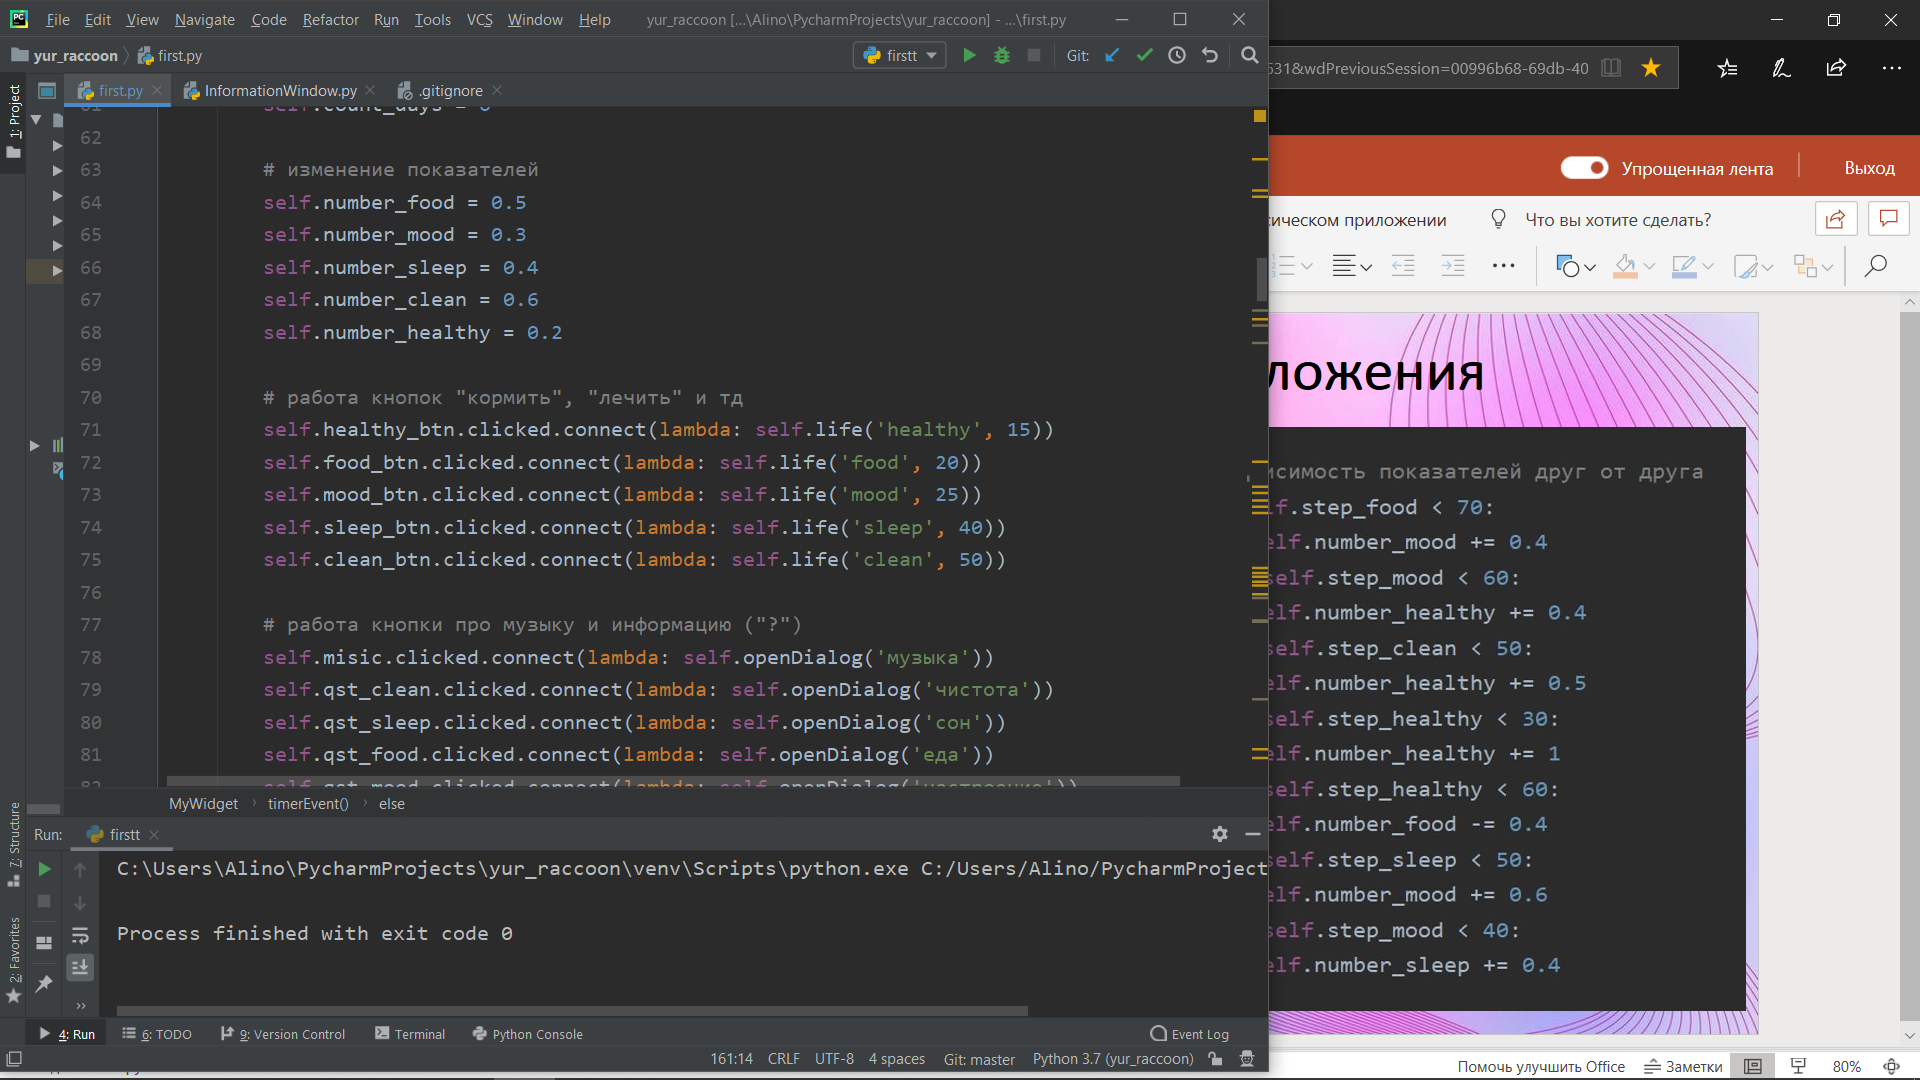 File Edit View Navigate Code Refactor Run Tools VCS Window Help yur_raccoon [...\Alino\PycharmProjects\yur_raccoon] - ...\first.py
yur_raccoon first.py firstt Git:
1: Project
first.py InformationWindow.py .gitignore
62
63 # изменение показателей
64 self.number_food = 0.5
65 self.number_mood = 0.3
66 self.number_sleep = 0.4
67 self.number_clean = 0.6
68 self.number_healthy = 0.2
69
70 # работа кнопок "кормить", "лечить" и тд
71 self.healthy_btn.clicked.connect(lambda: self.life('healthy', 15))
72 self.food_btn.clicked.connect(lambda: self.life('food', 20))
73 self.mood_btn.clicked.connect(lambda: self.life('mood', 25))
74 self.sleep_btn.clicked.connect(lambda: self.life('sleep', 40))
75 self.clean_btn.clicked.connect(lambda: self.life('clean', 50))
76
77 # работа кнопки про музыку и информацию ("?")
78 self.misic.clicked.connect(lambda: self.openDialog('музыка'))
79 self.qst_clean.clicked.connect(lambda: self.openDialog('чистота'))
80 self.qst_sleep.clicked.connect(lambda: self.openDialog('сон'))
81 self.qst_food.clicked.connect(lambda: self.openDialog('еда'))
MyWidget timerEvent() else
7: Structure
2: Favorites
Run: firstt
C:\Users\Alino\PycharmProjects\yur_raccoon\venv\Scripts\python.exe C:/Users/Alino/PycharmProject
Process finished with exit code 0
4: Run 6: TODO 9: Version Control Terminal Python Console Event Log
161:14 CRLF UTF-8 4 spaces Git: master Python 3.7 (yur_raccoon)
631&wdPreviousSession=00996b68-69db-40
Упрощенная лента Выход
ическом приложении Что вы хотите сделать?
ложения
исимость показателей друг от друга
lf.step_food < 70:
elf.number_mood += 0.4
self.step_mood < 60:
elf.number_healthy += 0.4
self.step_clean < 50:
elf.number_healthy += 0.5
self.step_healthy < 30:
elf.number_healthy += 1
self.step_healthy < 60:
elf.number_food -= 0.4
self.step_sleep < 50:
elf.number_mood += 0.6
self.step_mood < 40:
elf.number_sleep += 0.4
Помочь улучшить Office Заметки 80%